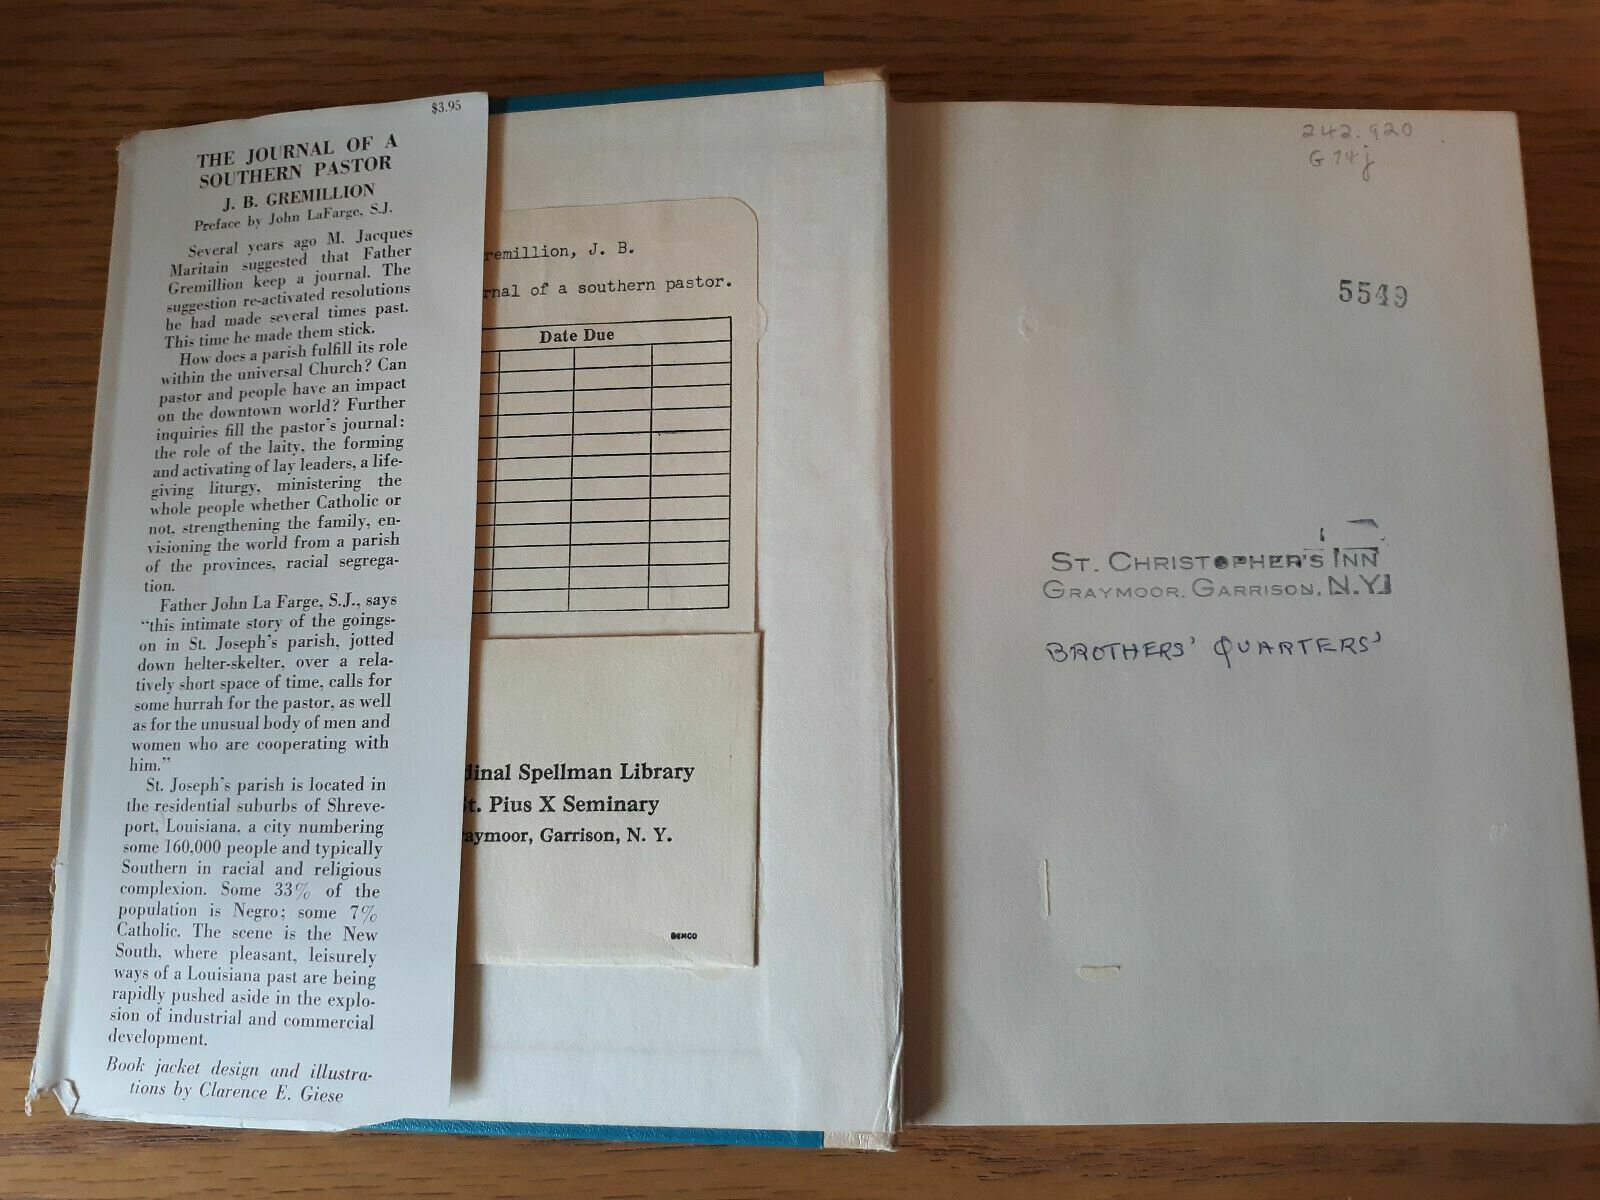 $3.95
THE JOURNAL OF A
SOUTHERN PASTOR
J. B. GREMILLION
Preface by John LaFarge, S.J.
Several years ago M. Jacques
Maritain suggested that Father
Gremillion keep a journal. The
suggestion re-activated resolutions
he had made several times past.
This time he made them stick.
How does a parish fulfill its role
within the universal Church? Can
pastor and people have an impact
on the downtown world? Further
inquiries fill the pastor's journal:
the role of the laity, the forming
and activating of lay leaders, a life-
giving liturgy, ministering the
whole people whether Catholic or
not, strengthening the family, en-
visioning the world from a parish
of the provinces, racial segrega-
tion.
Father John La Farge, S.J., says
"this intimate story of the goings-
on in St. Joseph's parish, jotted
down helter-skelter, over a rela-
tively short space of time, calls for
some hurrah for the pastor, as well
as for the unusual body of men and
women who are cooperating with
him."
St. Joseph's parish is located in
the residential suburbs of Shreve-
port, Louisiana, a city numbering
some 160,000 people and typically
Southern in racial and religious
complexion. Some 33% of the
population is Negro; some 7%
Catholic. The scene is the New
South, where pleasant, leisurely
ways of a Louisiana past are being
rapidly pushed aside in the explo-
sion of industrial and commercial
development.
Book jacket design and illustra-
tions by Clarence E. Giese
remillion, J. B.
rnal of a southern pastor.
Date Due
dinal Spellman Library
t. Pius X Seminary
raymoor, Garrison, N. Y.
DEMCO
242.920
G74j
5549
ST. CHRISTOPHER'S INN
GRAYMOOR, GARRISON, N.Y.
BROTHERS' QUARTERS'